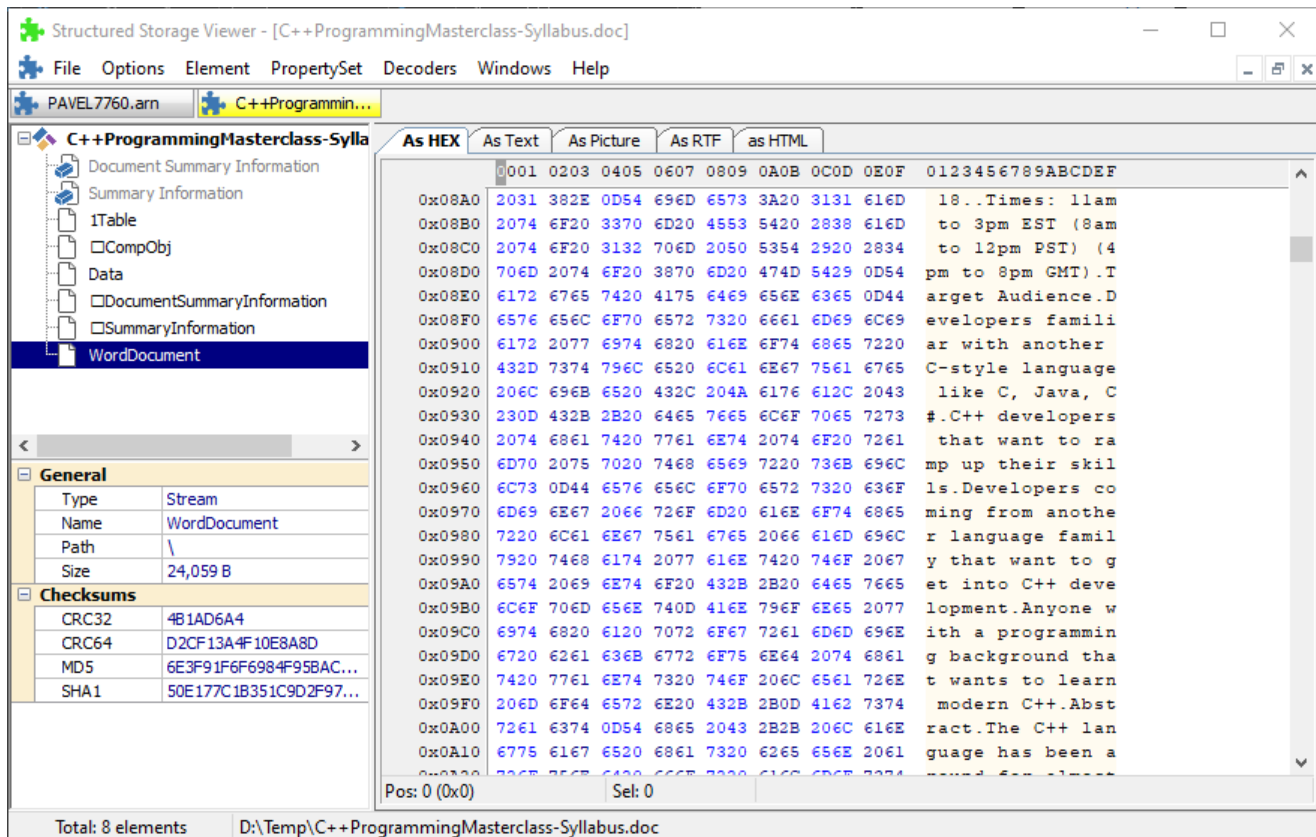 Structured Storage Viewer - [C++ProgrammingMasterclass-Syllabus.doc]
File Options Element PropertySet Decoders Windows Help
PAVEL7760.arn C++Programmin...
C++ProgrammingMasterclass-Sylla
Document Summary Information
Summary Information
1Table
□CompObj
Data
□DocumentSummaryInformation
□SummaryInformation
WordDocument
General
Type Stream
Name WordDocument
Path \
Size 24,059 B
Checksums
CRC32 4B1AD6A4
CRC64 D2CF13A4F10E8A8D
MD5 6E3F91F6F6984F95BAC...
SHA1 50E177C1B351C9D2F97...
As HEX As Text As Picture As RTF as HTML
0001 0203 0405 0607 0809 0A0B 0C0D 0E0F 0123456789ABCDEF
0x08A0 2031 382E 0D54 696D 6573 3A20 3131 616D 18..Times: 11am
0x08B0 2074 6F20 3370 6D20 4553 5420 2838 616D to 3pm EST (8am
0x08C0 2074 6F20 3132 706D 2050 5354 2920 2834 to 12pm PST) (4
0x08D0 706D 2074 6F20 3870 6D20 474D 5429 0D54 pm to 8pm GMT).T
0x08E0 6172 6765 7420 4175 6469 656E 6365 0D44 arget Audience.D
0x08F0 6576 656C 6F70 6572 7320 6661 6D69 6C69 evelopers famili
0x0900 6172 2077 6974 6820 616E 6F74 6865 7220 ar with another
0x0910 432D 7374 796C 6520 6C61 6E67 7561 6765 C-style language
0x0920 206C 696B 6520 432C 204A 6176 612C 2043 like C, Java, C
0x0930 230D 432B 2B20 6465 7665 6C6F 7065 7273 #.C++ developers
0x0940 2074 6861 7420 7761 6E74 2074 6F20 7261 that want to ra
0x0950 6D70 2075 7020 7468 6569 7220 736B 696C mp up their skil
0x0960 6C73 0D44 6576 656C 6F70 6572 7320 636F ls.Developers co
0x0970 6D69 6E67 2066 726F 6D20 616E 6F74 6865 ming from anothe
0x0980 7220 6C61 6E67 7561 6765 2066 616D 696C r language famil
0x0990 7920 7468 6174 2077 616E 7420 746F 2067 y that want to g
0x09A0 6574 2069 6E74 6F20 432B 2B20 6465 7665 et into C++ deve
0x09B0 6C6F 706D 656E 740D 416E 796F 6E65 2077 lopment.Anyone w
0x09C0 6974 6820 6120 7072 6F67 7261 6D6D 696E ith a programmin
0x09D0 6720 6261 636B 6772 6F75 6E64 2074 6861 g background tha
0x09E0 7420 7761 6E74 7320 746F 206C 6561 726E t wants to learn
0x09F0 206D 6F64 6572 6E20 432B 2B0D 4162 7374 modern C++.Abst
0x0A00 7261 6374 0D54 6865 2043 2B2B 206C 616E ract.The C++ lan
0x0A10 6775 6167 6520 6861 7320 6265 656E 2061 guage has been a
Pos: 0 (0x0) Sel: 0
Total: 8 elements D:\Temp\C++ProgrammingMasterclass-Syllabus.doc